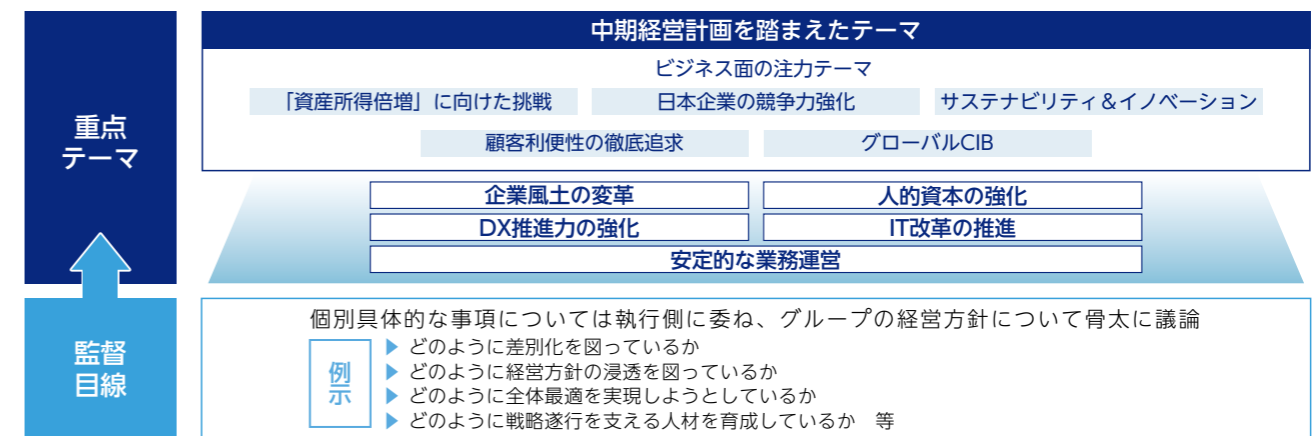 重点
テーマ
中期経営計画を踏まえたテーマ
ビジネス面の注力テーマ
「資産所得倍増」に向けた挑戦
日本企業の競争力強化
サステナビリティ＆イノベーション
顧客利便性の徹底追求
グローバルCIB
企業風土の変革
人的資本の強化
DX推進力の強化
IT改革の推進
安定的な業務運営
監督
目線
個別具体的な事項については執行側に委ね、グループの経営方針について骨太に議論
例示
▶ どのように差別化を図っているか
▶ どのように経営方針の浸透を図っているか
▶ どのように全体最適を実現しようとしているか
▶ どのように戦略遂行を支える人材を育成しているか　等